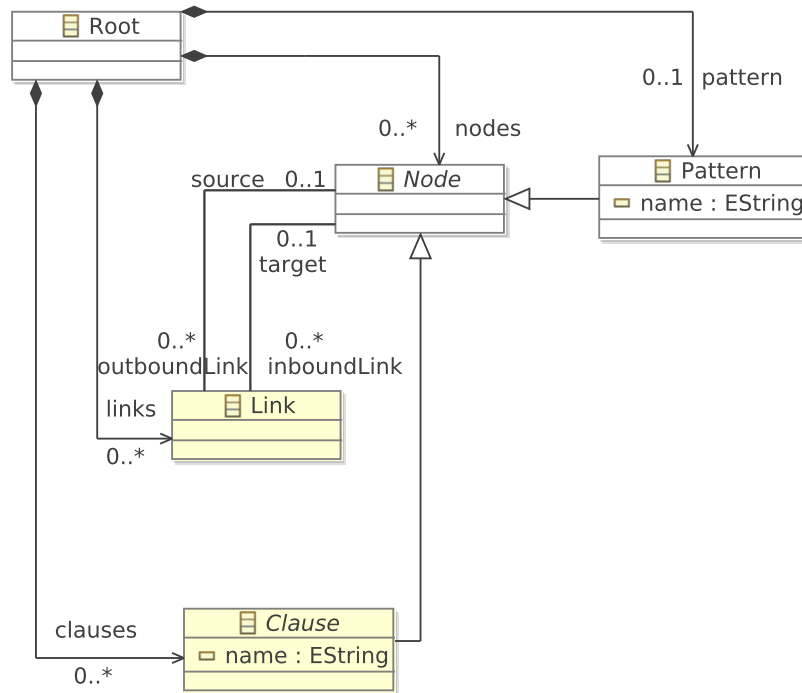 Root
0..1 pattern
0..* nodes
source 0..1
Node
Pattern
name : EString
0..1
target
0..* 0..*
outboundLink inboundLink
Link
links
0..*
clauses
0..*
Clause
name : EString